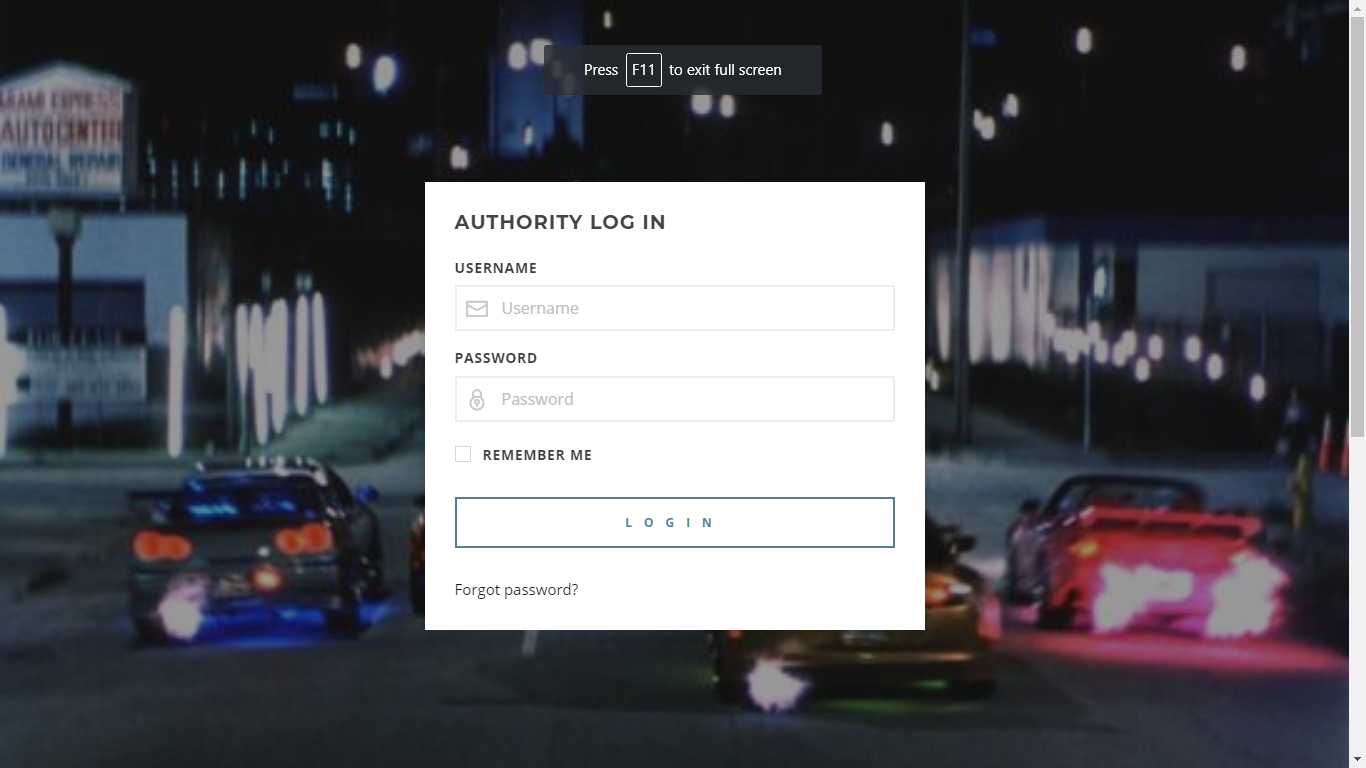 Press F11 to exit full screen
AUTOCENTER
GENERAL REPAIR
AUTHORITY LOG IN
USERNAME
Username
PASSWORD
Password
REMEMBER ME
LOGIN
Forgot password?